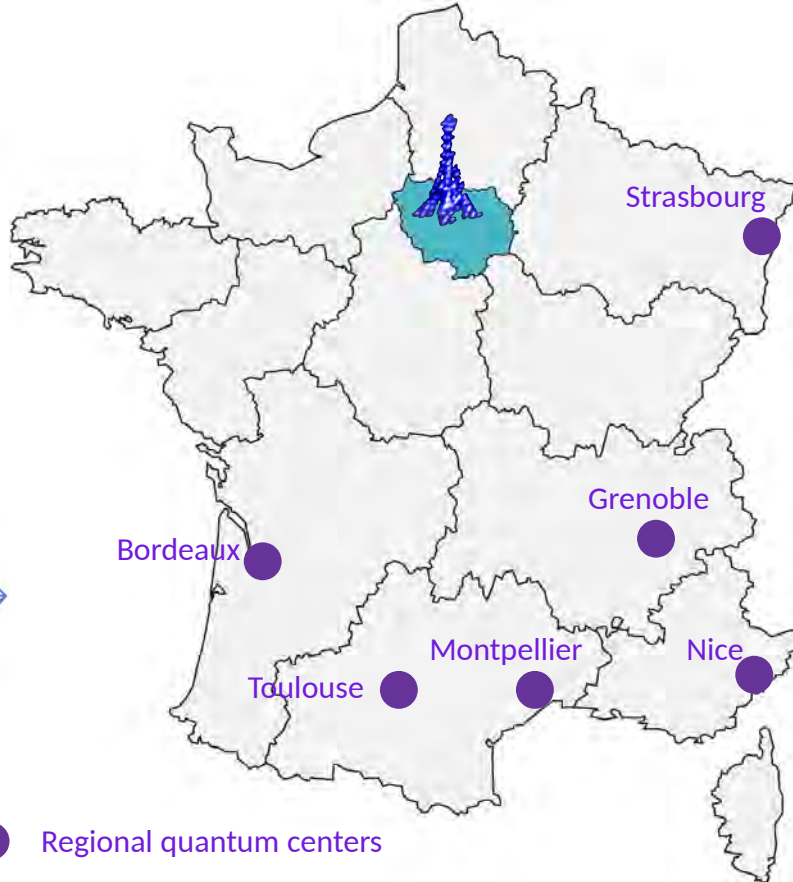 Strasbourg
Grenoble
Bordeaux
Montpellier
Nice
Toulouse
Regional quantum centers